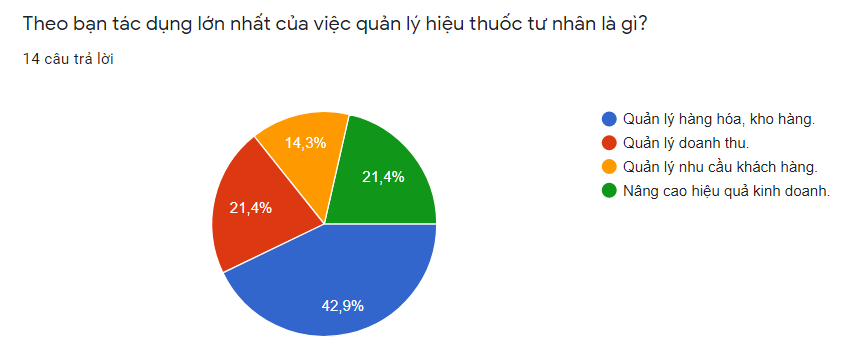 Theo bạn tác dụng lớn nhất của việc quản lý hiệu thuốc tư nhân là gì?
14 câu trả lời
Quản lý hàng hóa, kho hàng.
Quản lý doanh thu.
Quản lý nhu cầu khách hàng.
Nâng cao hiệu quả kinh doanh.
14,3%
21,4%
21,4%
42,9%